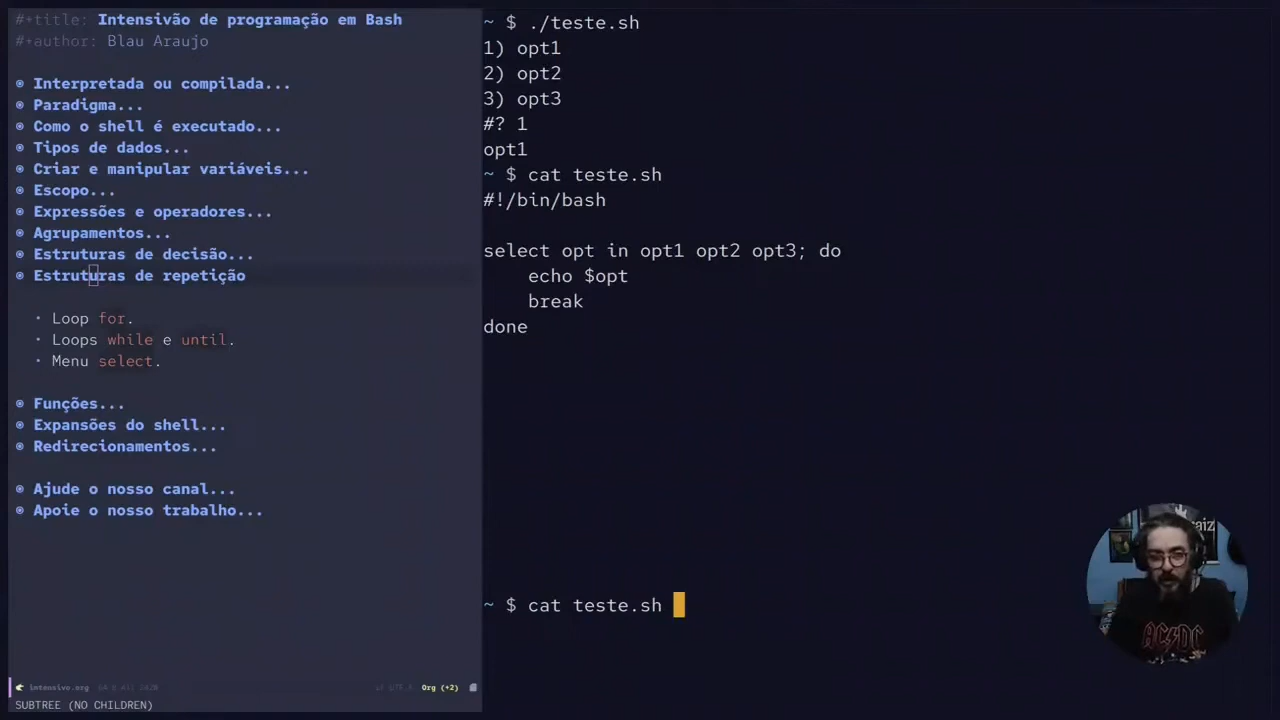 #+title: Intensivão de programação em Bash
#+author: Blau Araujo
Interpretada ou compilada...
Paradigma...
Como o shell é executado...
Tipos de dados...
Criar e manipular variáveis...
Escopo...
Expressões e operadores...
Agrupamentos...
Estruturas de decisão...
Estruturas de repetição
• Loop for.
• Loops while e until.
• Menu select.
Funções...
Expansões do shell...
Redirecionamentos...
Ajude o nosso canal...
Apoie o nosso trabalho...
intensivo.org
Org (+2)
SUBTREE (NO CHILDREN)
~ $ ./teste.sh
1) opt1
2) opt2
3) opt3
#? 1
opt1
~ $ cat teste.sh
#!/bin/bash
select opt in opt1 opt2 opt3; do
echo $opt
break
done
~ $ cat teste.sh
AC/DC